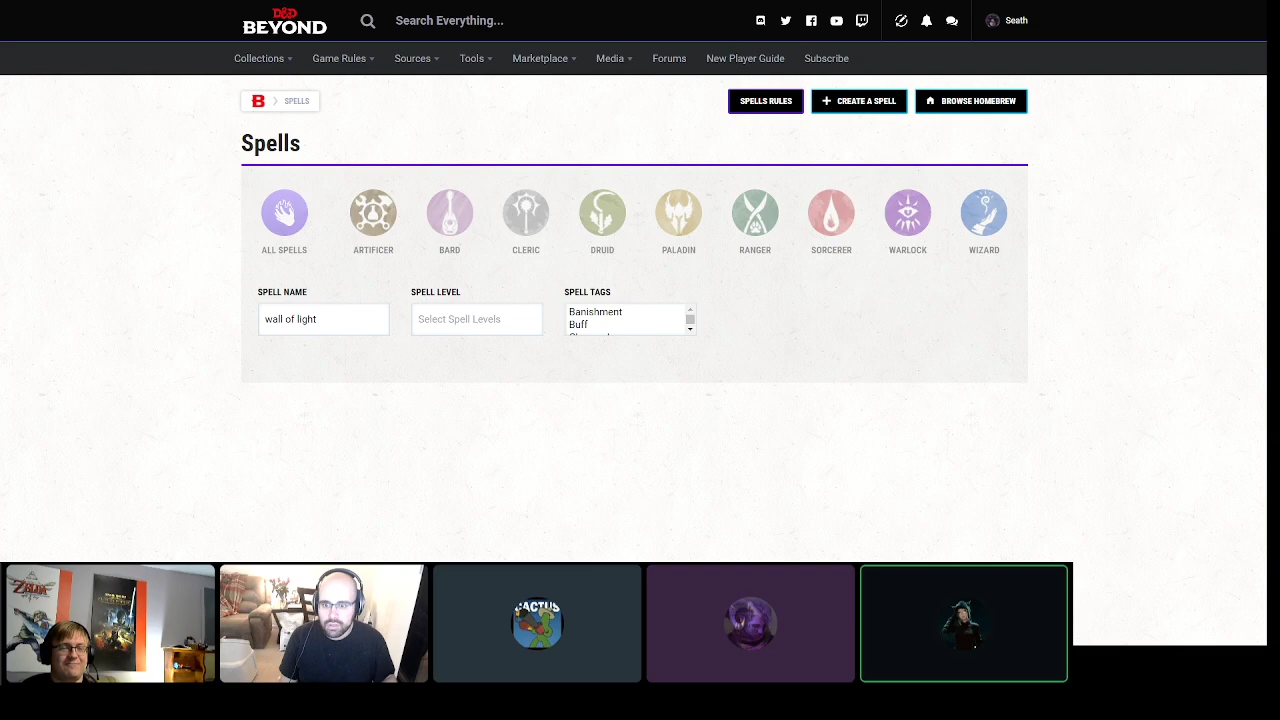 D&D
BEYOND
Search Everything...
Seath
Collections
Game Rules
Sources
Tools
Marketplace
Media
Forums
New Player Guide
Subscribe
B
SPELLS
SPELLS RULES
+ CREATE A SPELL
BROWSE HOMEBREW
Spells
ALL SPELLS
ARTIFICER
BARD
CLERIC
DRUID
PALADIN
RANGER
SORCERER
WARLOCK
WIZARD
SPELL NAME
SPELL LEVEL
SPELL TAGS
wall of light
Select Spell Levels
Banishment
Buff
ZELDA
CACTUS